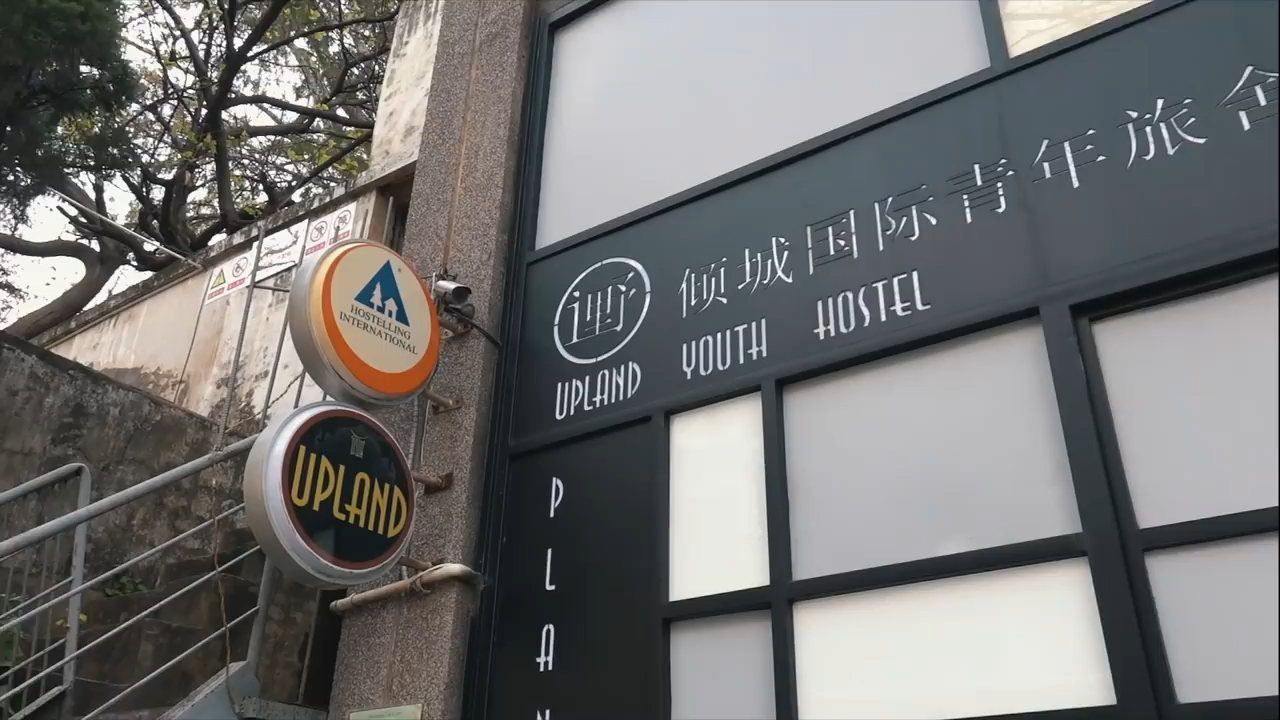 HOSTELLING
INTERNATIONAL
UPLAND
倾城国际青年旅舍
UPLAND YOUTH HOSTEL
P
L
A
N